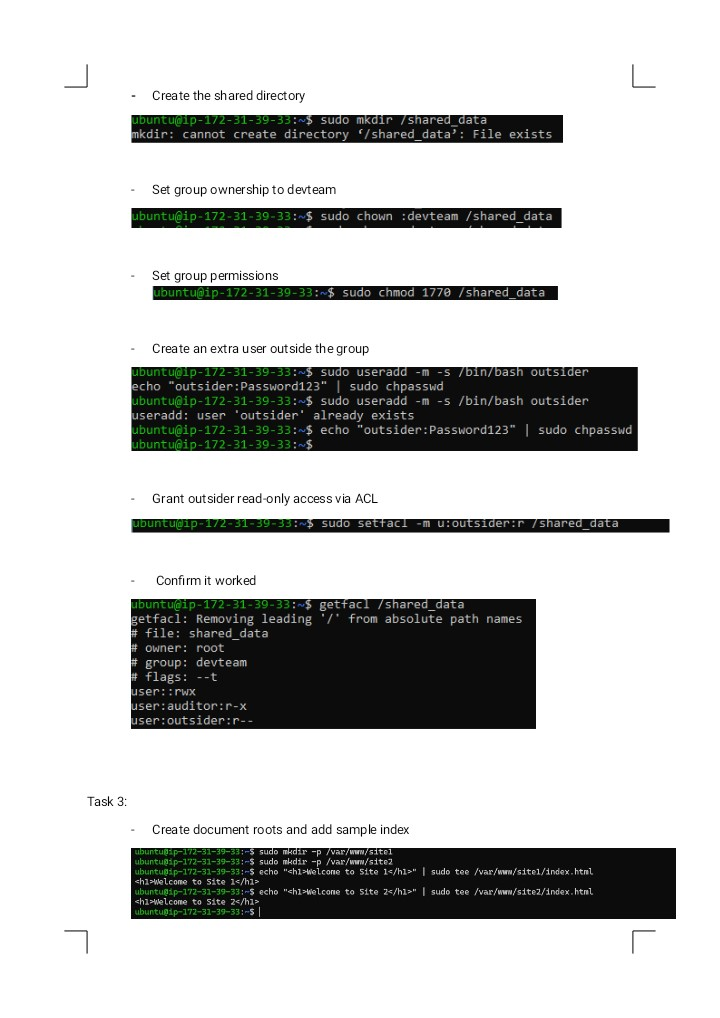 - Create the shared directory
ubuntu@ip-172-31-39-33:~$ sudo mkdir /shared_data
mkdir: cannot create directory ‘/shared_data’: File exists
- Set group ownership to devteam
ubuntu@ip-172-31-39-33:~$ sudo chown :devteam /shared_data
- Set group permissions
ubuntu@ip-172-31-39-33:~$ sudo chmod 1770 /shared_data
- Create an extra user outside the group
ubuntu@ip-172-31-39-33:~$ sudo useradd -m -s /bin/bash outsider
echo "outsider:Password123" | sudo chpasswd
ubuntu@ip-172-31-39-33:~$ sudo useradd -m -s /bin/bash outsider
useradd: user 'outsider' already exists
ubuntu@ip-172-31-39-33:~$ echo "outsider:Password123" | sudo chpasswd
ubuntu@ip-172-31-39-33:~$
- Grant outsider read-only access via ACL
ubuntu@ip-172-31-39-33:~$ sudo setfacl -m u:outsider:r /shared_data
- Confirm it worked
ubuntu@ip-172-31-39-33:~$ getfacl /shared_data
getfacl: Removing leading '/' from absolute path names
# file: shared_data
# owner: root
# group: devteam
# flags: --t
user::rwx
user:auditor:r-x
user:outsider:r--
Task 3:
- Create document roots and add sample index
ubuntu@ip-172-31-39-33:~$ sudo mkdir -p /var/www/site1
ubuntu@ip-172-31-39-33:~$ sudo mkdir -p /var/www/site2
ubuntu@ip-172-31-39-33:~$ echo "<h1>Welcome to Site 1</h1>" | sudo tee /var/www/site1/index.html
<h1>Welcome to Site 1</h1>
ubuntu@ip-172-31-39-33:~$ echo "<h1>Welcome to Site 2</h1>" | sudo tee /var/www/site2/index.html
<h1>Welcome to Site 2</h1>
ubuntu@ip-172-31-39-33:~$